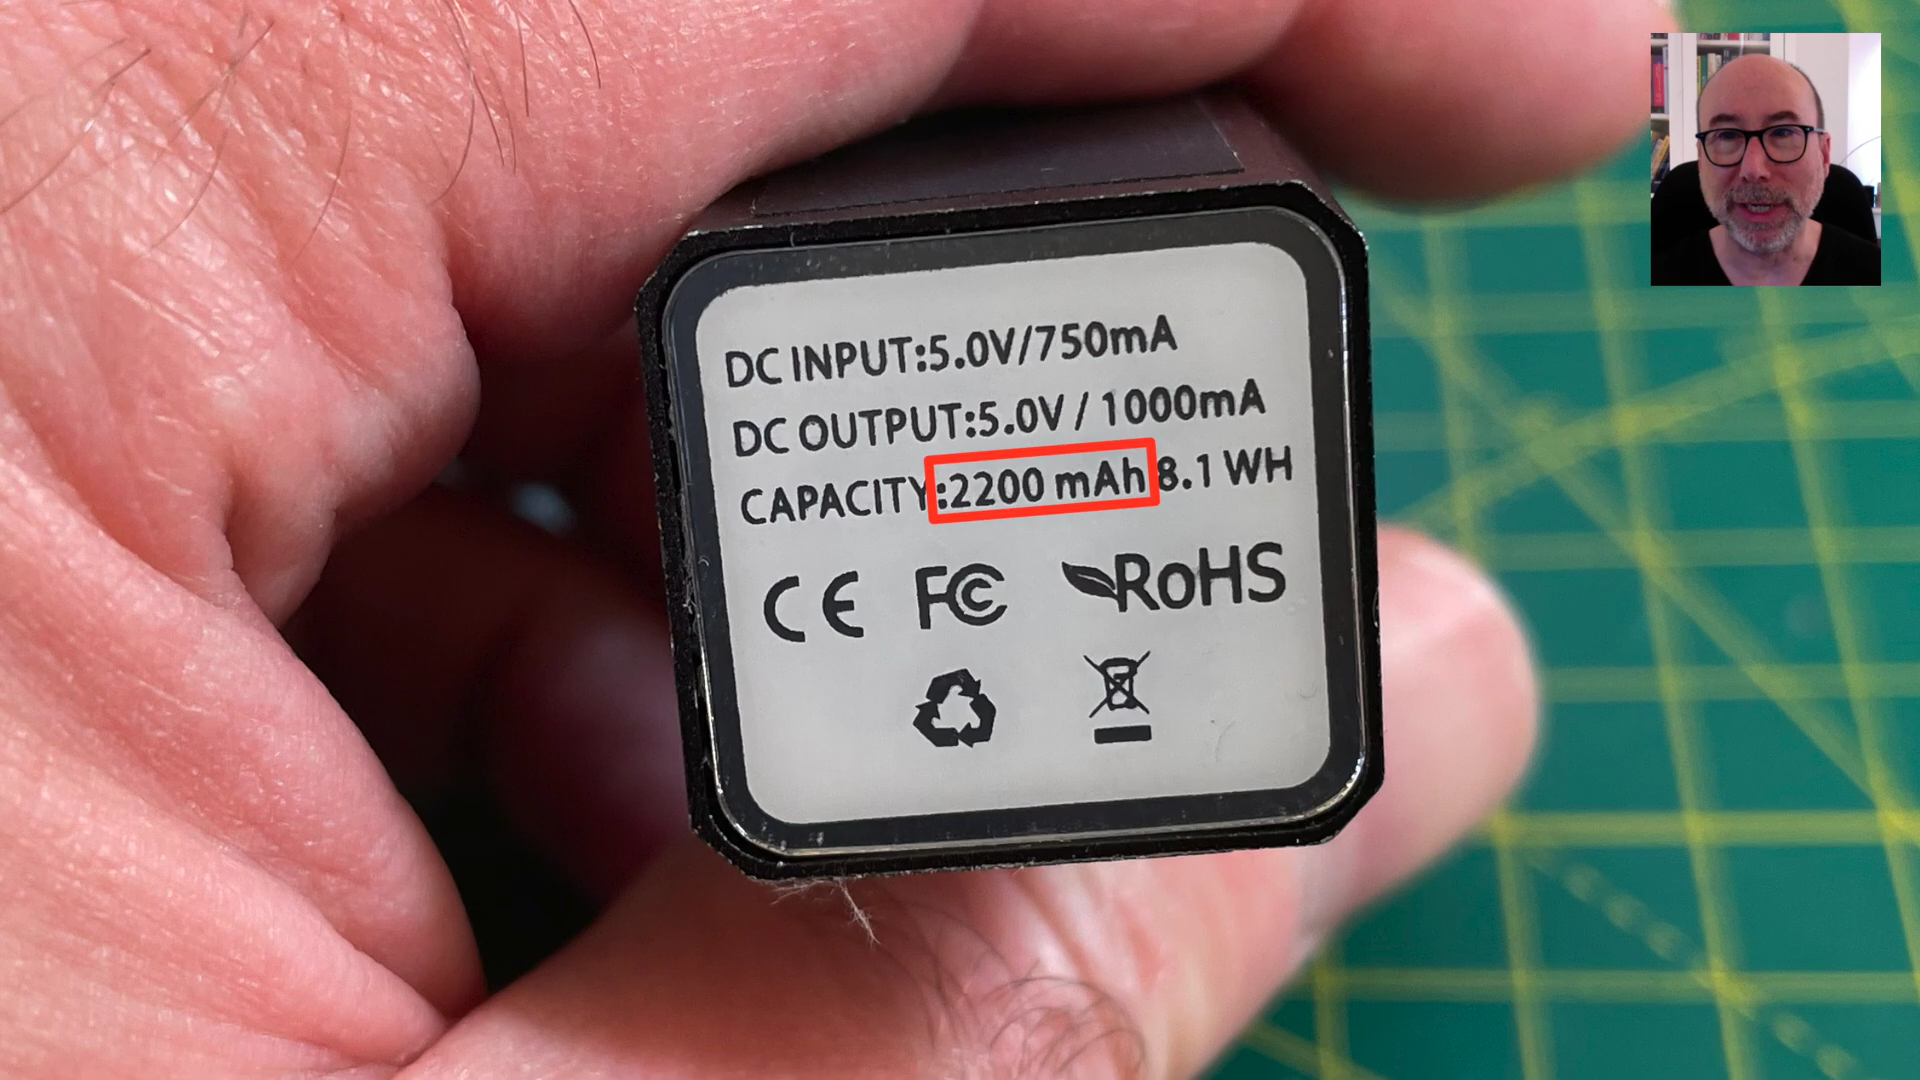 DC INPUT:5.0V/750mA
DC OUTPUT:5.0V / 1000mA
CAPACITY:2200 mAh 8.1 WH
CE FC RoHS